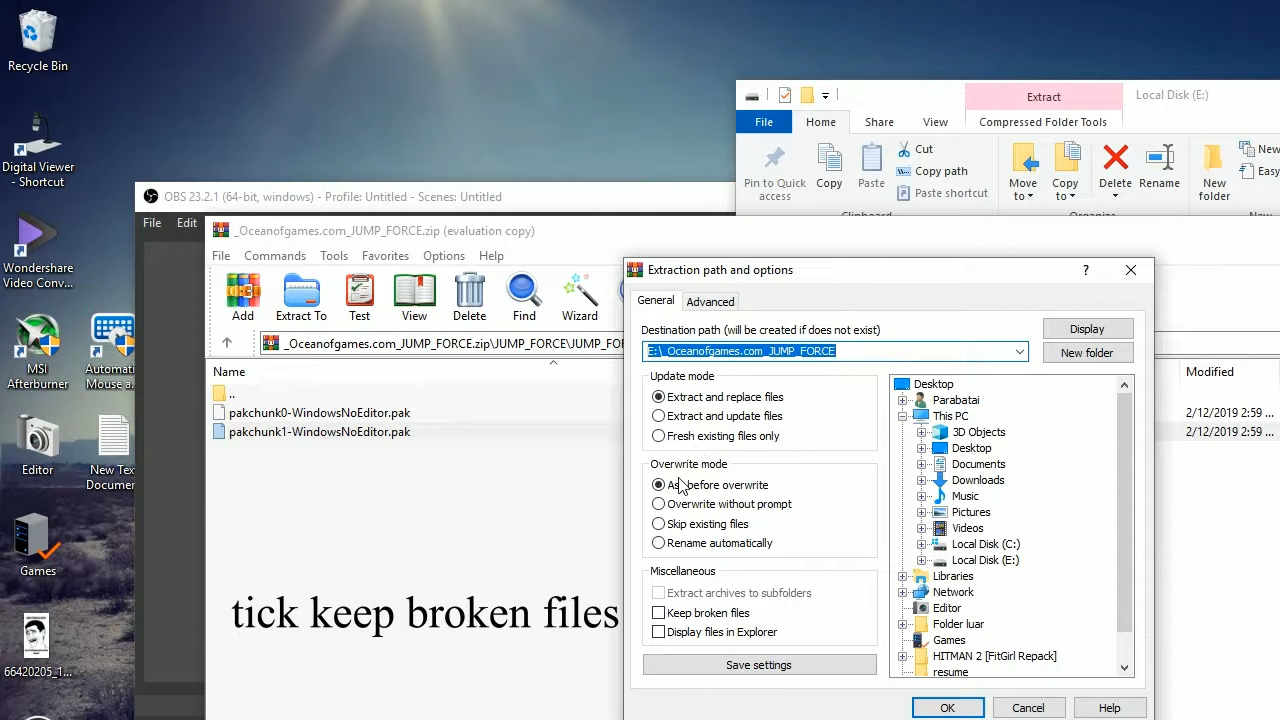 Recycle Bin
Digital Viewer
- Shortcut
Wondershare
Video Conv...
MSI
Afterburner
Automati
Mouse a
Editor
New Text
Documen
Games
66420205_1...
Extract
Local Disk (E:)
File
Home
Share
View
Compressed Folder Tools
Pin to Quick
access
Copy
Paste
Cut
Copy path
Paste shortcut
Move
to
Copy
to
Delete
Rename
New
folder
New
Easy
Clipboard
Organize
OBS 23.2.1 (64-bit, windows) - Profile: Untitled - Scenes: Untitled
File Edit
_Oceanofgames.com_JUMP_FORCE.zip (evaluation copy)
File Commands Tools Favorites Options Help
Add
Extract To
Test
View
Delete
Find
Wizard
_Oceanofgames.com_JUMP_FORCE.zip\JUMP_FORCE\JUMP_FO
Name
Modified
..
pakchunk0-WindowsNoEditor.pak
2/12/2019 2:59 ...
pakchunk1-WindowsNoEditor.pak
2/12/2019 2:59 ...
tick keep broken files
Extraction path and options
?
General
Advanced
Destination path (will be created if does not exist)
E:\_Oceanofgames.com_JUMP_FORCE
Display
New folder
Update mode
Extract and replace files
Extract and update files
Fresh existing files only
Overwrite mode
Ask before overwrite
Overwrite without prompt
Skip existing files
Rename automatically
Miscellaneous
Extract archives to subfolders
Keep broken files
Display files in Explorer
Save settings
Desktop
Parabatai
This PC
3D Objects
Desktop
Documents
Downloads
Music
Pictures
Videos
Local Disk (C:)
Local Disk (E:)
Libraries
Network
Editor
Folder luar
Games
HITMAN 2 [FitGirl Repack]
resume
OK
Cancel
Help